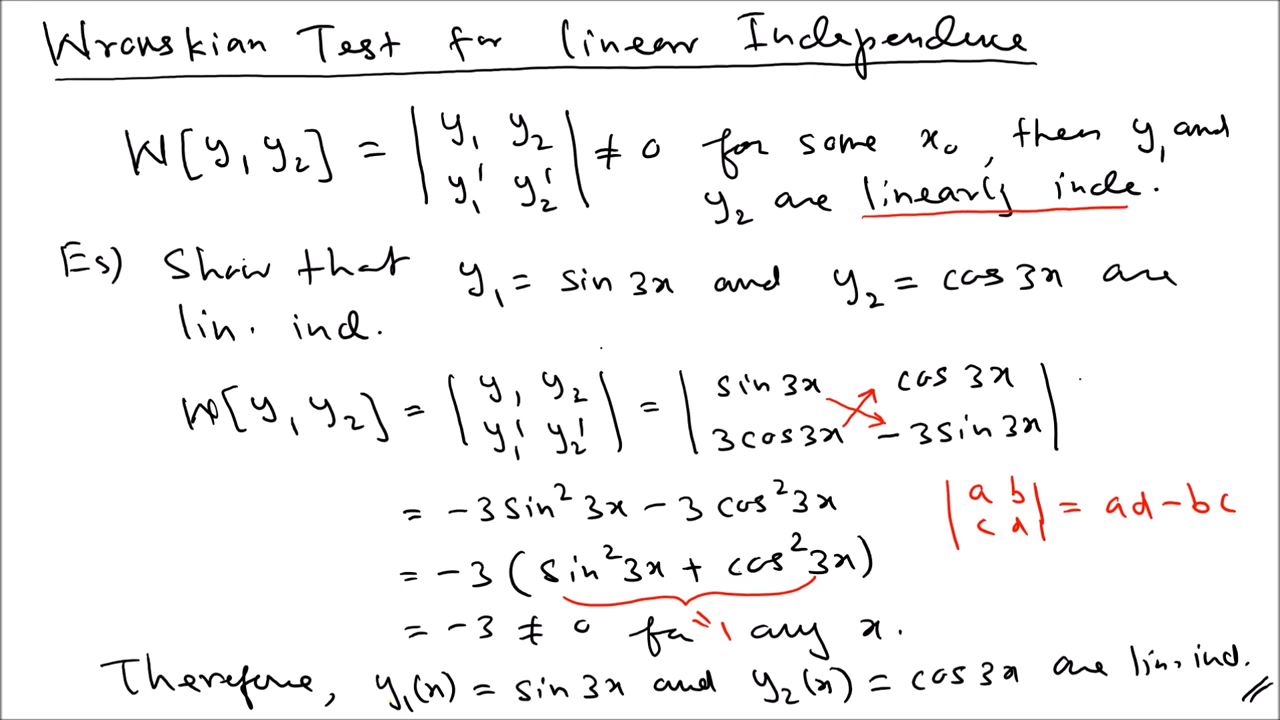 Wronskian Test for linear Independence
W[y₁ y₂] = | y₁ y₂ ; y₁' y₂' | ≠ 0 for some x₀, then y₁ and
y₂ are linearly inde.
Es) Show that y₁ = sin 3x and y₂ = cos 3x are
lin. ind.
W[y₁ y₂] = | y₁ y₂ ; y₁' y₂' | = | sin 3x cos 3x ; 3cos3x -3sin 3x |
= -3 sin² 3x - 3 cos² 3x
| a b ; c d | = ad - bc
= -3 (sin² 3x + cos² 3x)
= -3 ≠ 0 for any x.
=1
Therefore, y₁(x) = sin 3x and y₂(x) = cos 3x are lin. ind.